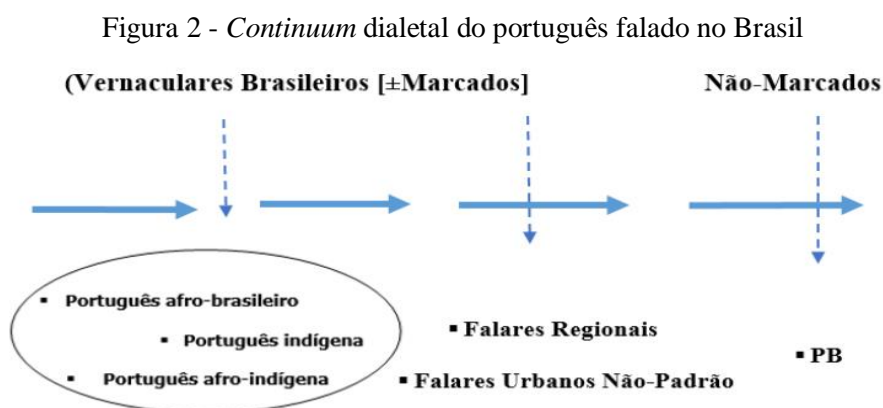 Figura 2 - Continuum dialetal do português falado no Brasil
(Vernaculares Brasileiros [±Marcados] Não-Marcados
▪ Português afro-brasileiro
▪ Português indígena
▪ Português afro-indígena
▪ Falares Regionais
▪ Falares Urbanos Não-Padrão
▪ PB